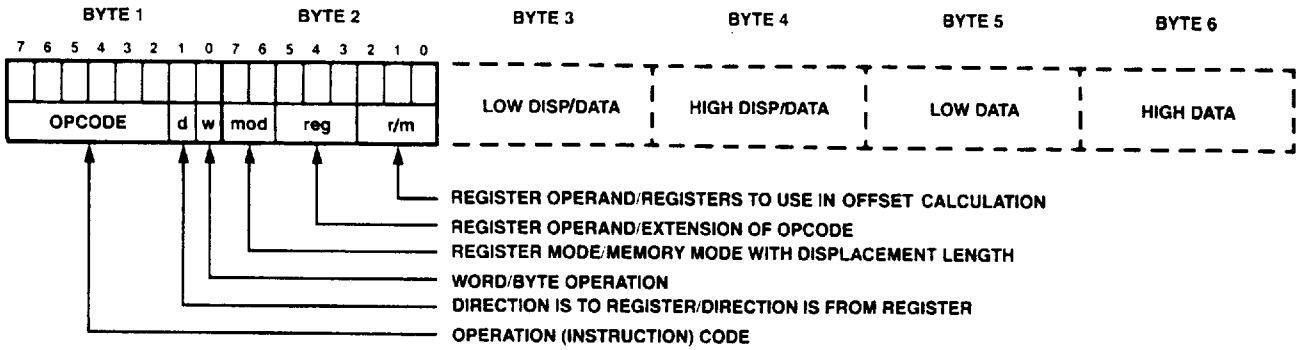 BYTE 1 BYTE 2 BYTE 3 BYTE 4 BYTE 5 BYTE 6
7 6 5 4 3 2 1 0 7 6 5 4 3 2 1 0
LOW DISP/DATA HIGH DISP/DATA LOW DATA HIGH DATA
OPCODE d w mod reg r/m
REGISTER OPERAND/REGISTERS TO USE IN OFFSET CALCULATION
REGISTER OPERAND/EXTENSION OF OPCODE
REGISTER MODE/MEMORY MODE WITH DISPLACEMENT LENGTH
WORD/BYTE OPERATION
DIRECTION IS TO REGISTER/DIRECTION IS FROM REGISTER
OPERATION (INSTRUCTION) CODE